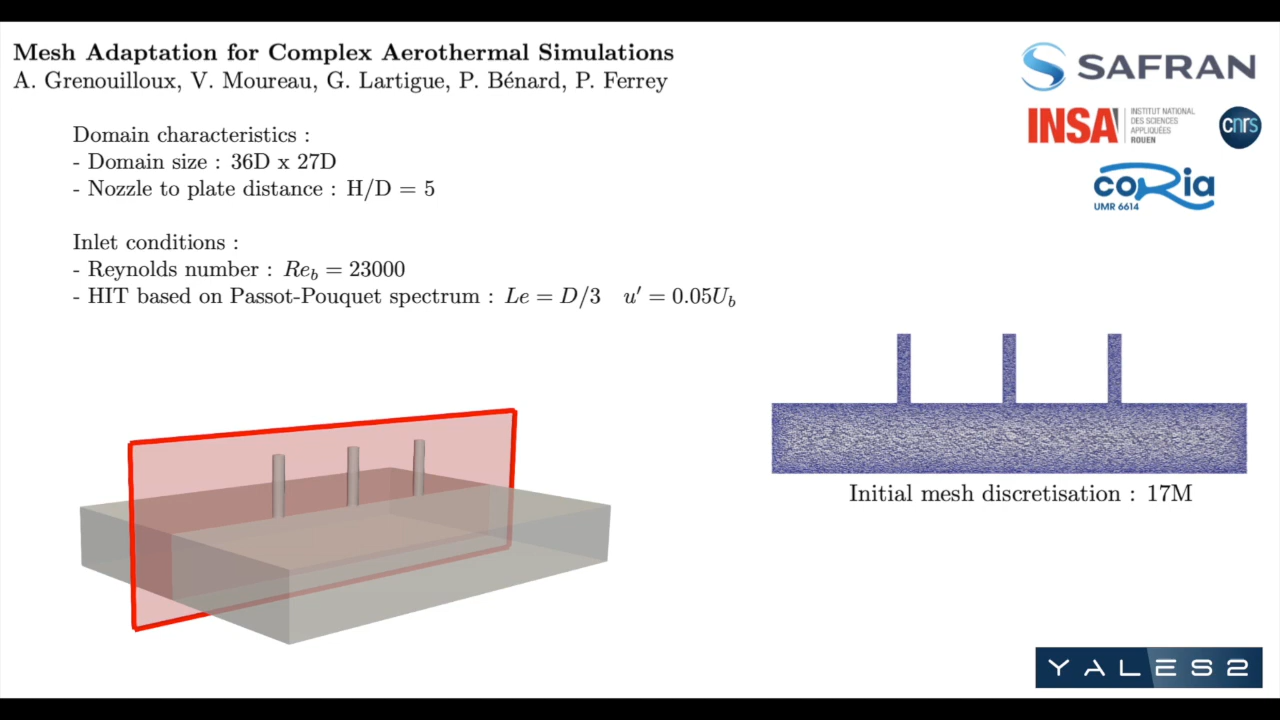 Mesh Adaptation for Complex Aerothermal Simulations
A. Grenouilloux, V. Moureau, G. Lartigue, P. Bénard, P. Ferrey
SAFRAN
INSA
INSTITUT NATIONAL
DES SCIENCES
APPLIQUÉES
ROUEN
cnrs
coria
UMR 6614
Domain characteristics :
- Domain size : 36D x 27D
- Nozzle to plate distance : H/D = 5
Inlet conditions :
- Reynolds number : Re_b = 23000
- HIT based on Passot-Pouquet spectrum : Le = D/3 u′ = 0.05U_b
Initial mesh discretisation : 17M
YALES2